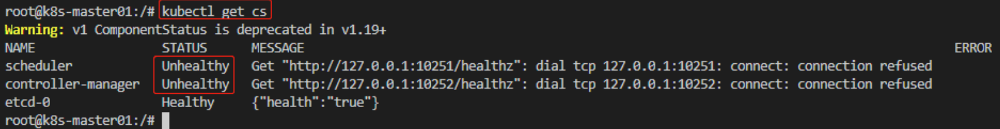 root@k8s-master01:/# kubectl get cs
Warning: v1 ComponentStatus is deprecated in v1.19+
NAME STATUS MESSAGE ERROR
scheduler Unhealthy Get "http://127.0.0.1:10251/healthz": dial tcp 127.0.0.1:10251: connect: connection refused
controller-manager Unhealthy Get "http://127.0.0.1:10252/healthz": dial tcp 127.0.0.1:10252: connect: connection refused
etcd-0 Healthy {"health":"true"}
root@k8s-master01:/#